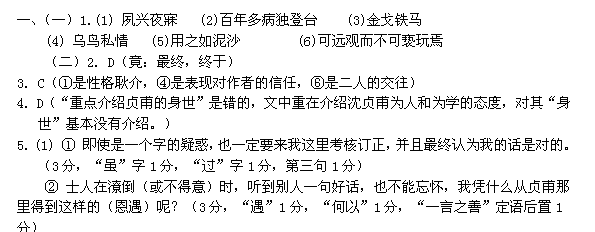 一、(一) 1.(1) 夙兴夜寐 (2)百年多病独登台 (3)金戈铁马
(4) 乌鸟私情 (5)用之如泥沙 (6)可远观而不可亵玩焉
(二) 2. D(竟：最终，终于)
3. C(①是性格耿介，④是表现对作者的信任，⑥是二人的交往)
4. D(“重点介绍贞甫的身世”是错的，文中重在介绍沈贞甫为人和为学的态度，对其“身
世”基本没有介绍。)
5. (1) ① 即使是一个字的疑惑，也一定要来我这里考核订正，并且最终认为我的话是对的。
(3分，“虽”字1分，“过”字1分，第三句1分)
② 士人在滇倒（或不得意）时，听到别人一句好话，也不能忘怀，我凭什么从贞甫那
里得到这样的（恩遇）呢？（3分，“遇”1分，“何以”1分，“一言之善”定语后置1
分)